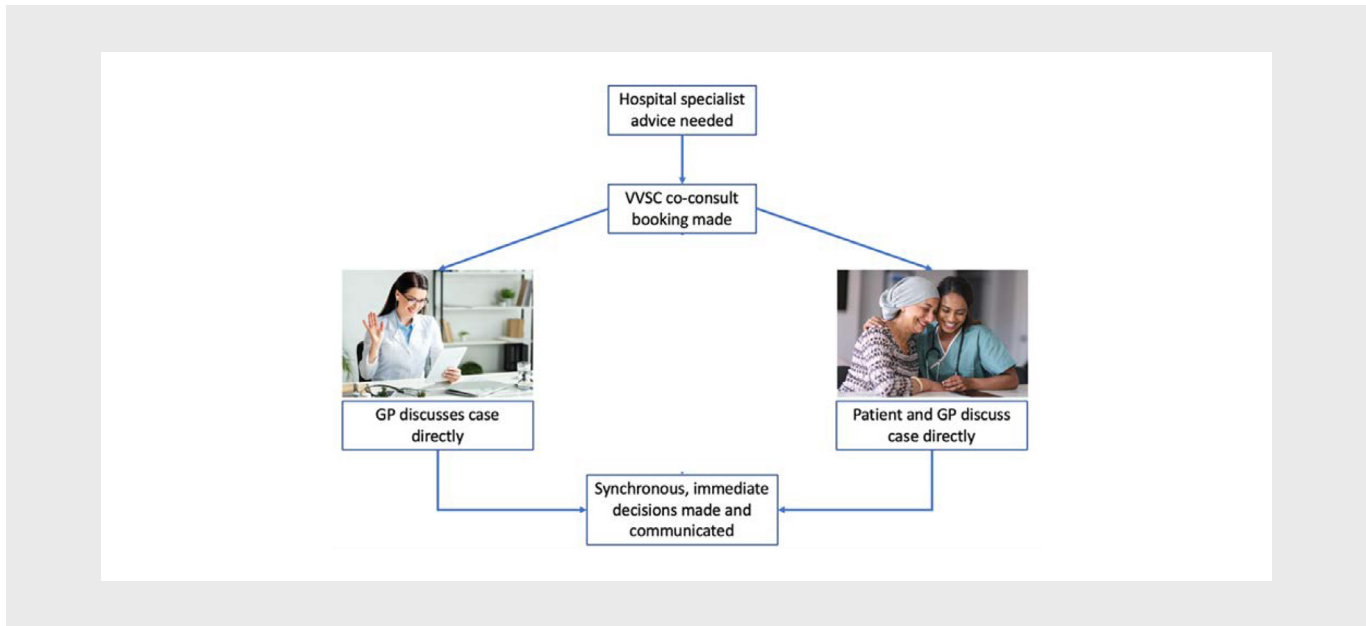 Hospital specialist
advice needed
VVSC co-consult
booking made
GP discusses case
directly
Patient and GP discuss
case directly
Synchronous, immediate
decisions made and
communicated